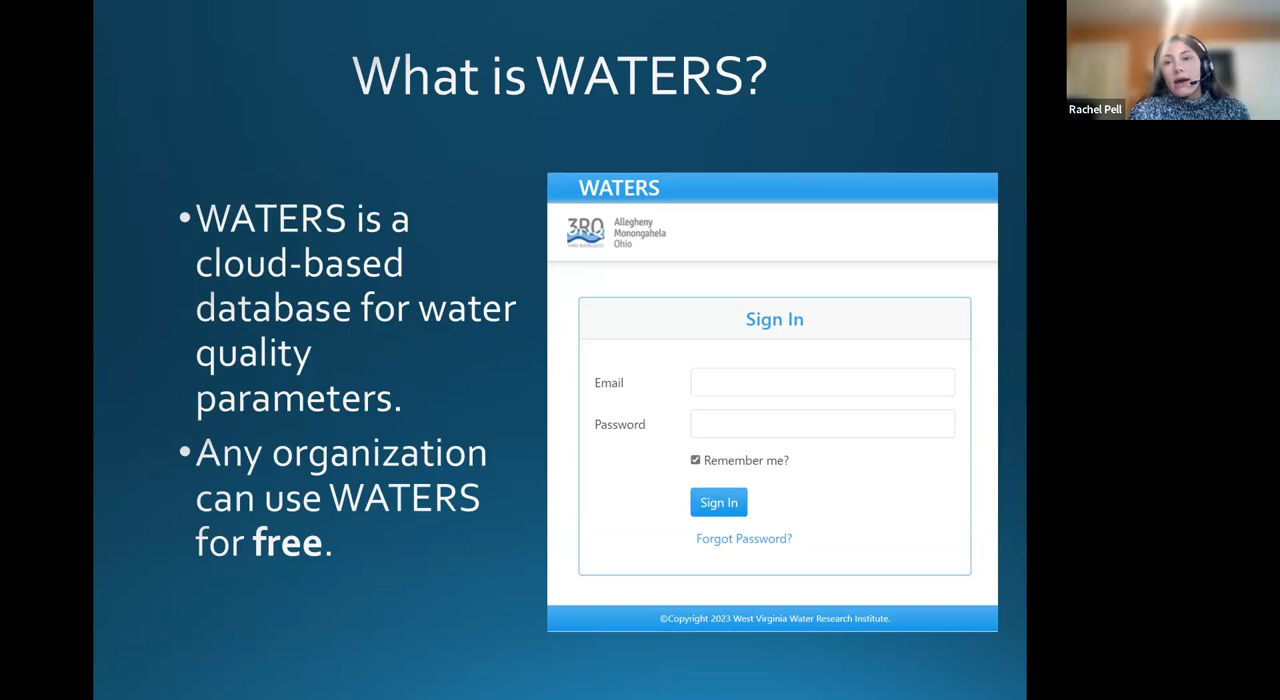 What is WATERS?
Rachel Pell
•WATERS is a
cloud-based
database for water
quality
parameters.
•Any organization
can use WATERS
for free.
WATERS
3RQ
Allegheny
Monongahela
Ohio
Sign In
Email
Password
Remember me?
Sign In
Forgot Password?
©Copyright 2023 West Virginia Water Research Institute.